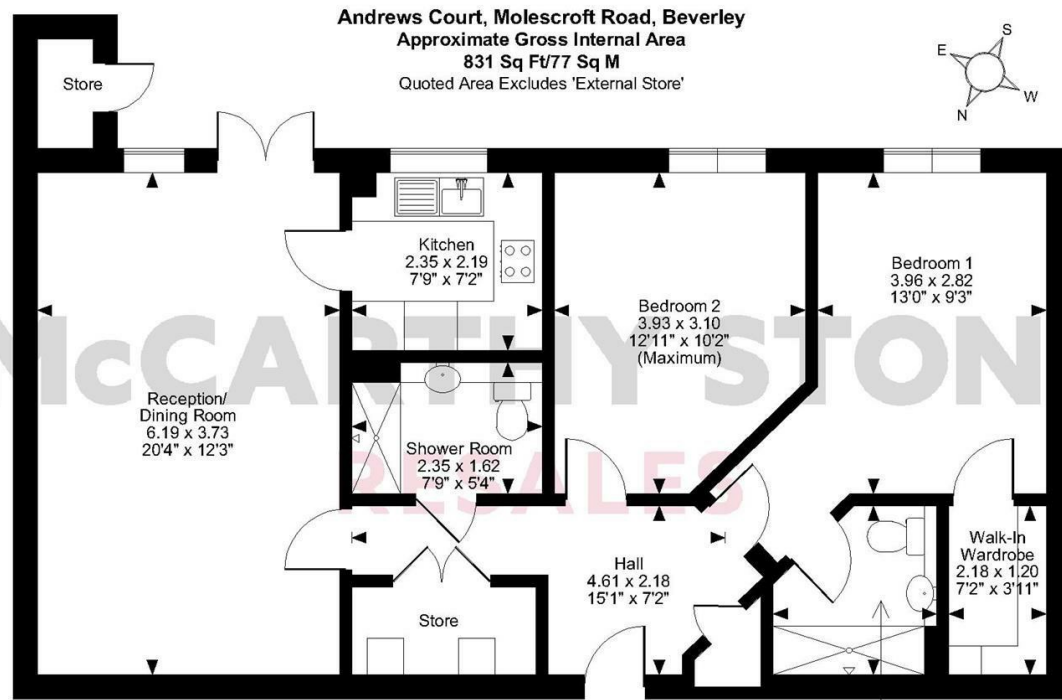 Andrews Court, Molescroft Road, Beverley
Approximate Gross Internal Area
831 Sq Ft/77 Sq M
Quoted Area Excludes 'External Store'
S
E
W
N
Store
Kitchen
2.35 x 2.19
7'9" x 7'2"
Bedroom 2
3.93 x 3.10
12'11" x 10'2"
(Maximum)
Bedroom 1
3.96 x 2.82
13'0" x 9'3"
McCARTHY STON
RESALES
Reception/
Dining Room
6.19 x 3.73
20'4" x 12'3"
Shower Room
2.35 x 1.62
7'9" x 5'4"
Hall
4.61 x 2.18
15'1" x 7'2"
Walk-In
Wardrobe
2.18 x 1.20
7'2" x 3'11"
Store